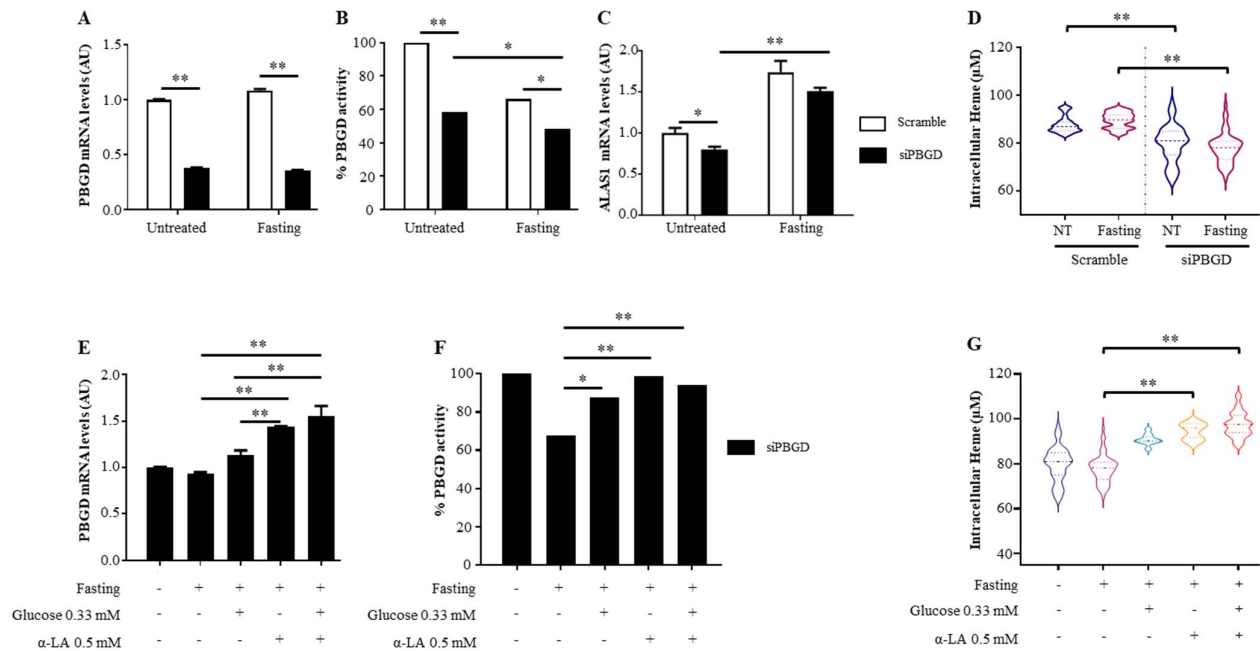 A
PBGD mRNA levels (AU)
1.5
1.0
0.5
0.0
**
**
Untreated
Fasting
B
% PBGD activity
100
80
60
40
20
0
**
*
*
Untreated
Fasting
C
ALAS1 mRNA levels (AU)
2.0
1.5
1.0
0.5
0.0
**
*
Untreated
Fasting
Scramble
siPBGD
D
Intracellular Heme (µM)
120
100
80
60
**
**
NT Fasting NT Fasting
Scramble siPBGD
E
PBGD mRNA levels (AU)
2.0
1.5
1.0
0.5
0.0
**
**
**
**
Fasting - + + + +
Glucose 0.33 mM - - + - +
α-LA 0.5 mM - - - + +
F
% PBGD activity
100
80
60
40
20
0
**
**
*
siPBGD
Fasting - + + + +
Glucose 0.33 mM - - + - +
α-LA 0.5 mM - - - + +
G
Intracellular Heme (µM)
120
100
80
60
40
**
**
Fasting - + + + +
Glucose 0.33 mM - - + - +
α-LA 0.5 mM - - - + +